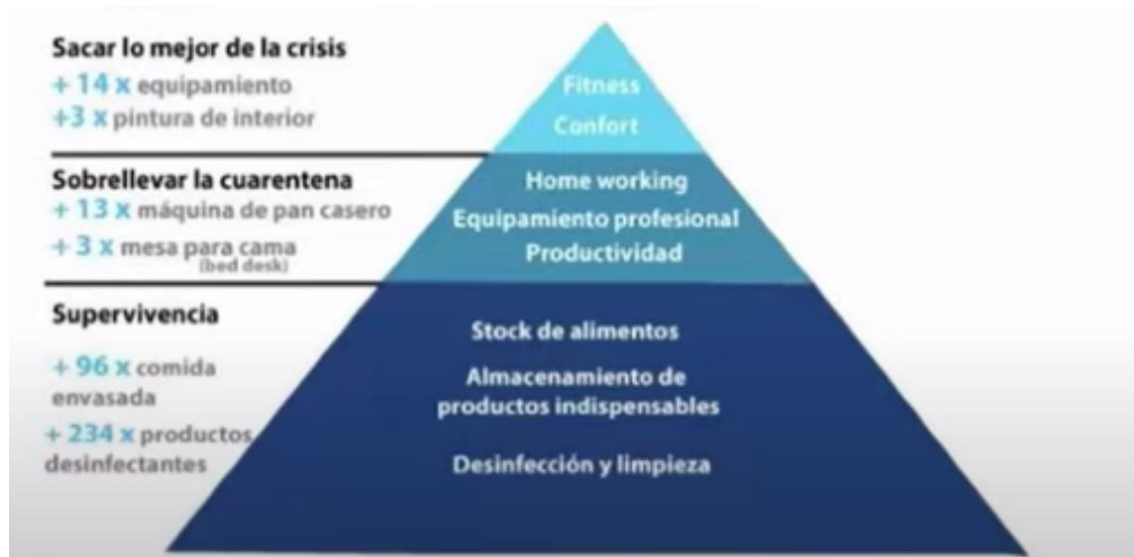 Sacar lo mejor de la crisis
+ 14 x equipamiento
+3 x pintura de interior
Fitness
Confort
Sobrellevar la cuarentena
+ 13 x máquina de pan casero
+ 3 x mesa para cama
(bed desk)
Home working
Equipamiento profesional
Productividad
Supervivencia
+ 96 x comida
envasada
+ 234 x productos
desinfectantes
Stock de alimentos
Almacenamiento de
productos indispensables
Desinfección y limpieza